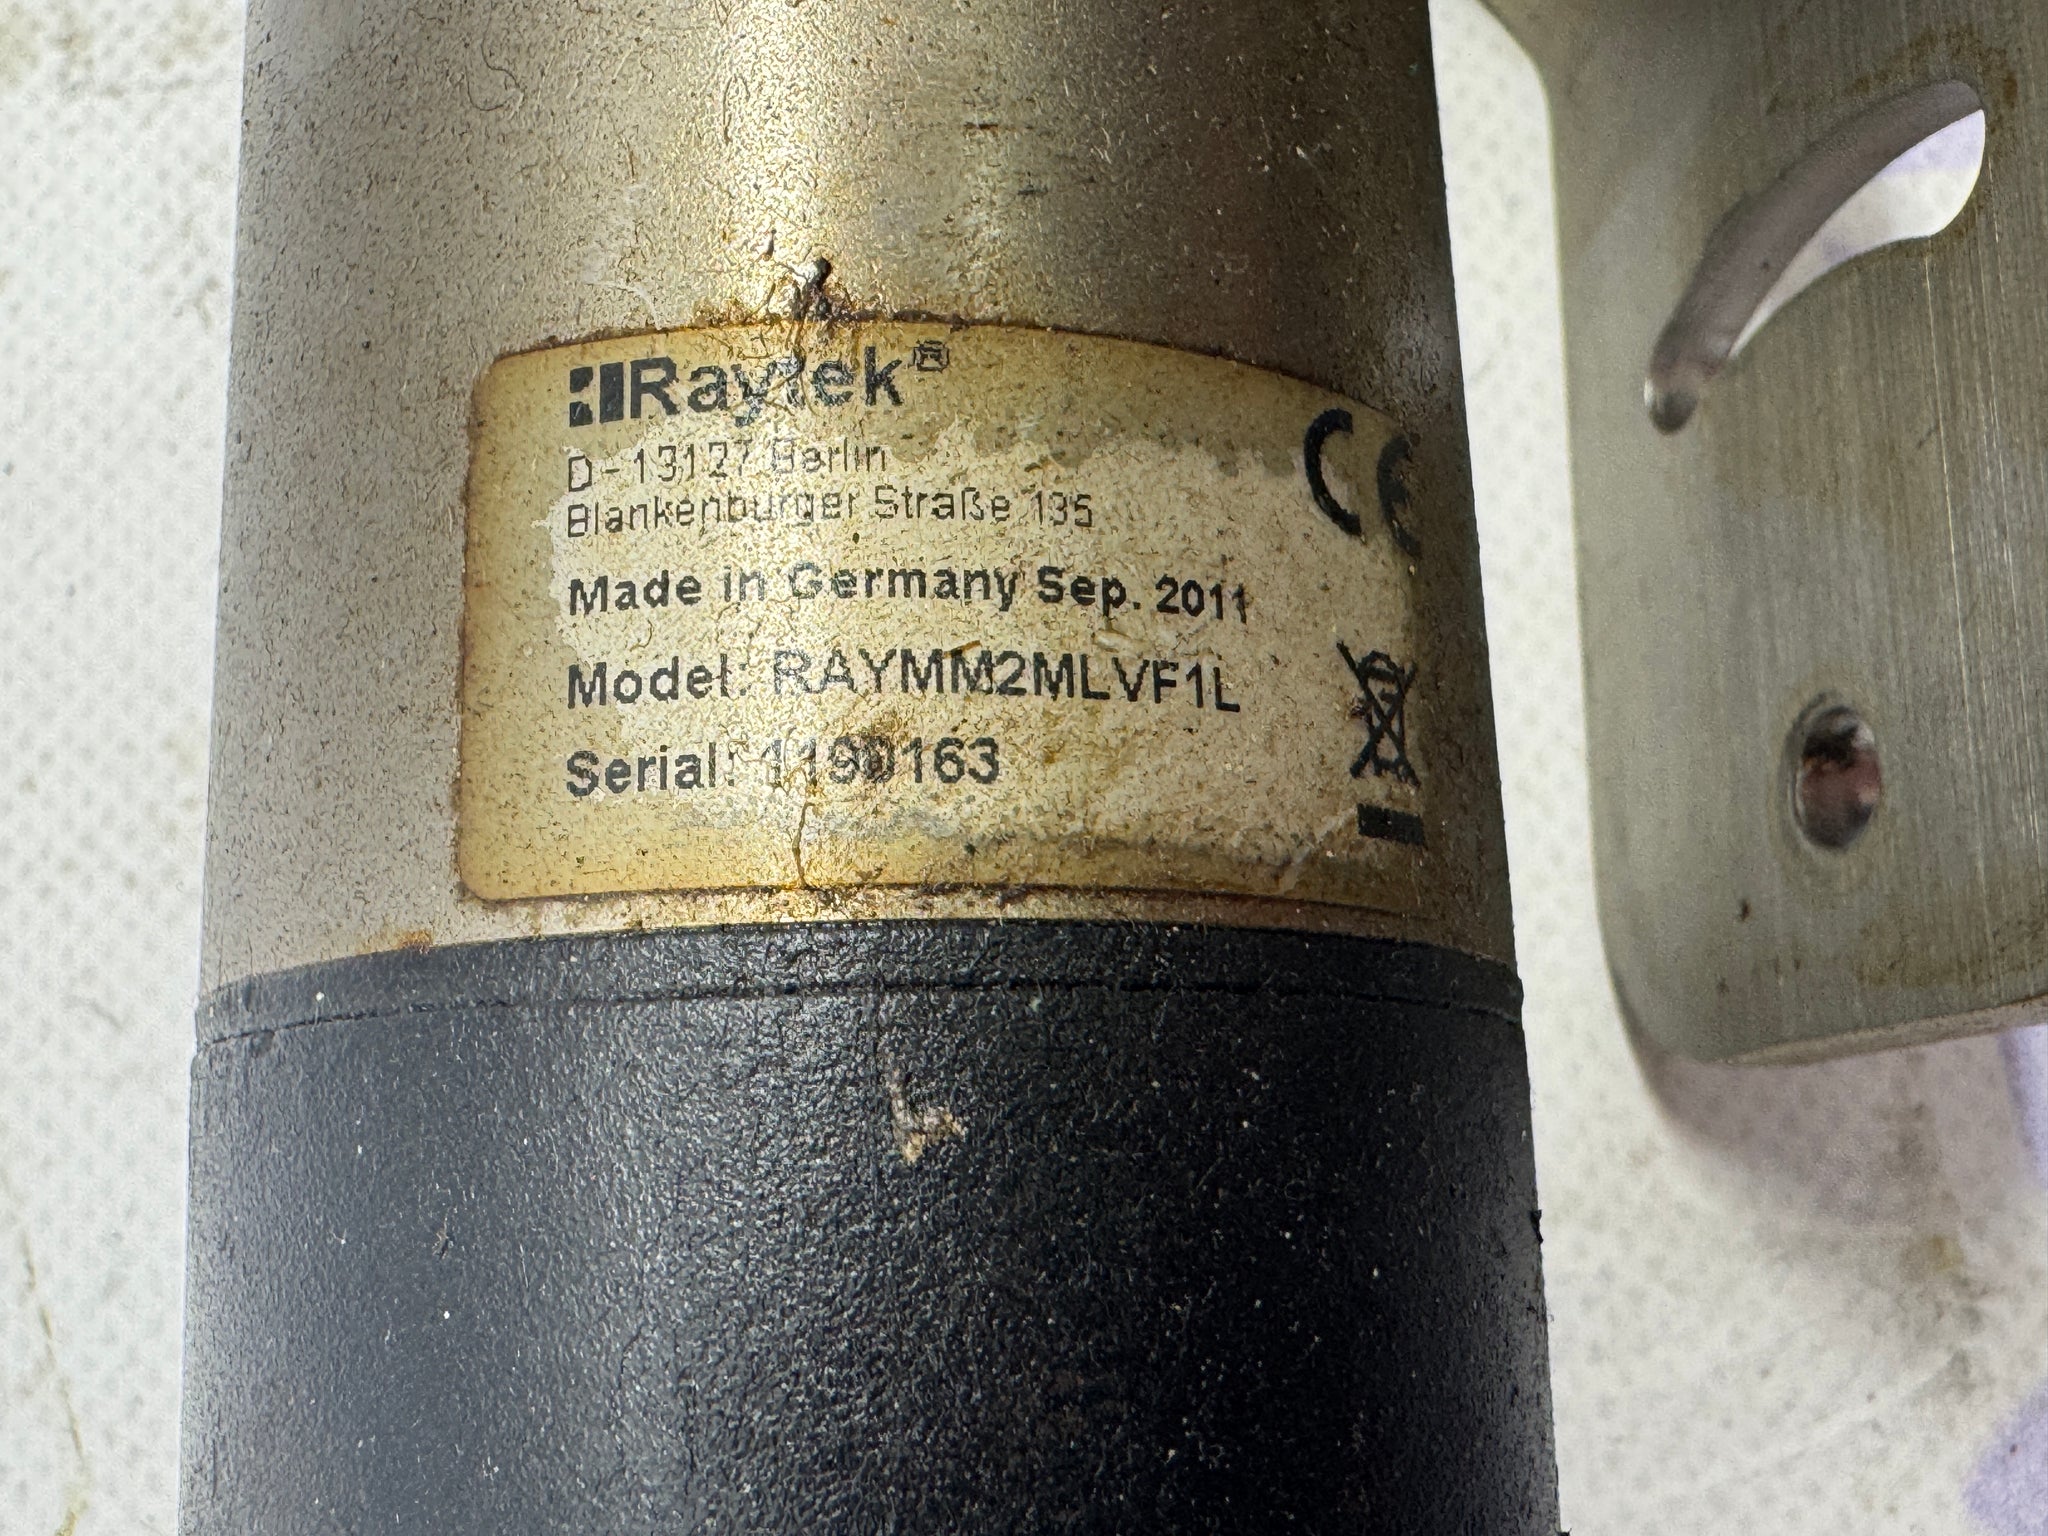 Raytek®
D-13127 Berlin
Blankenburger Straße 135
Made in Germany Sep. 2011
Model: RAYMM2MLVF1L
Serial: 1190163
CE